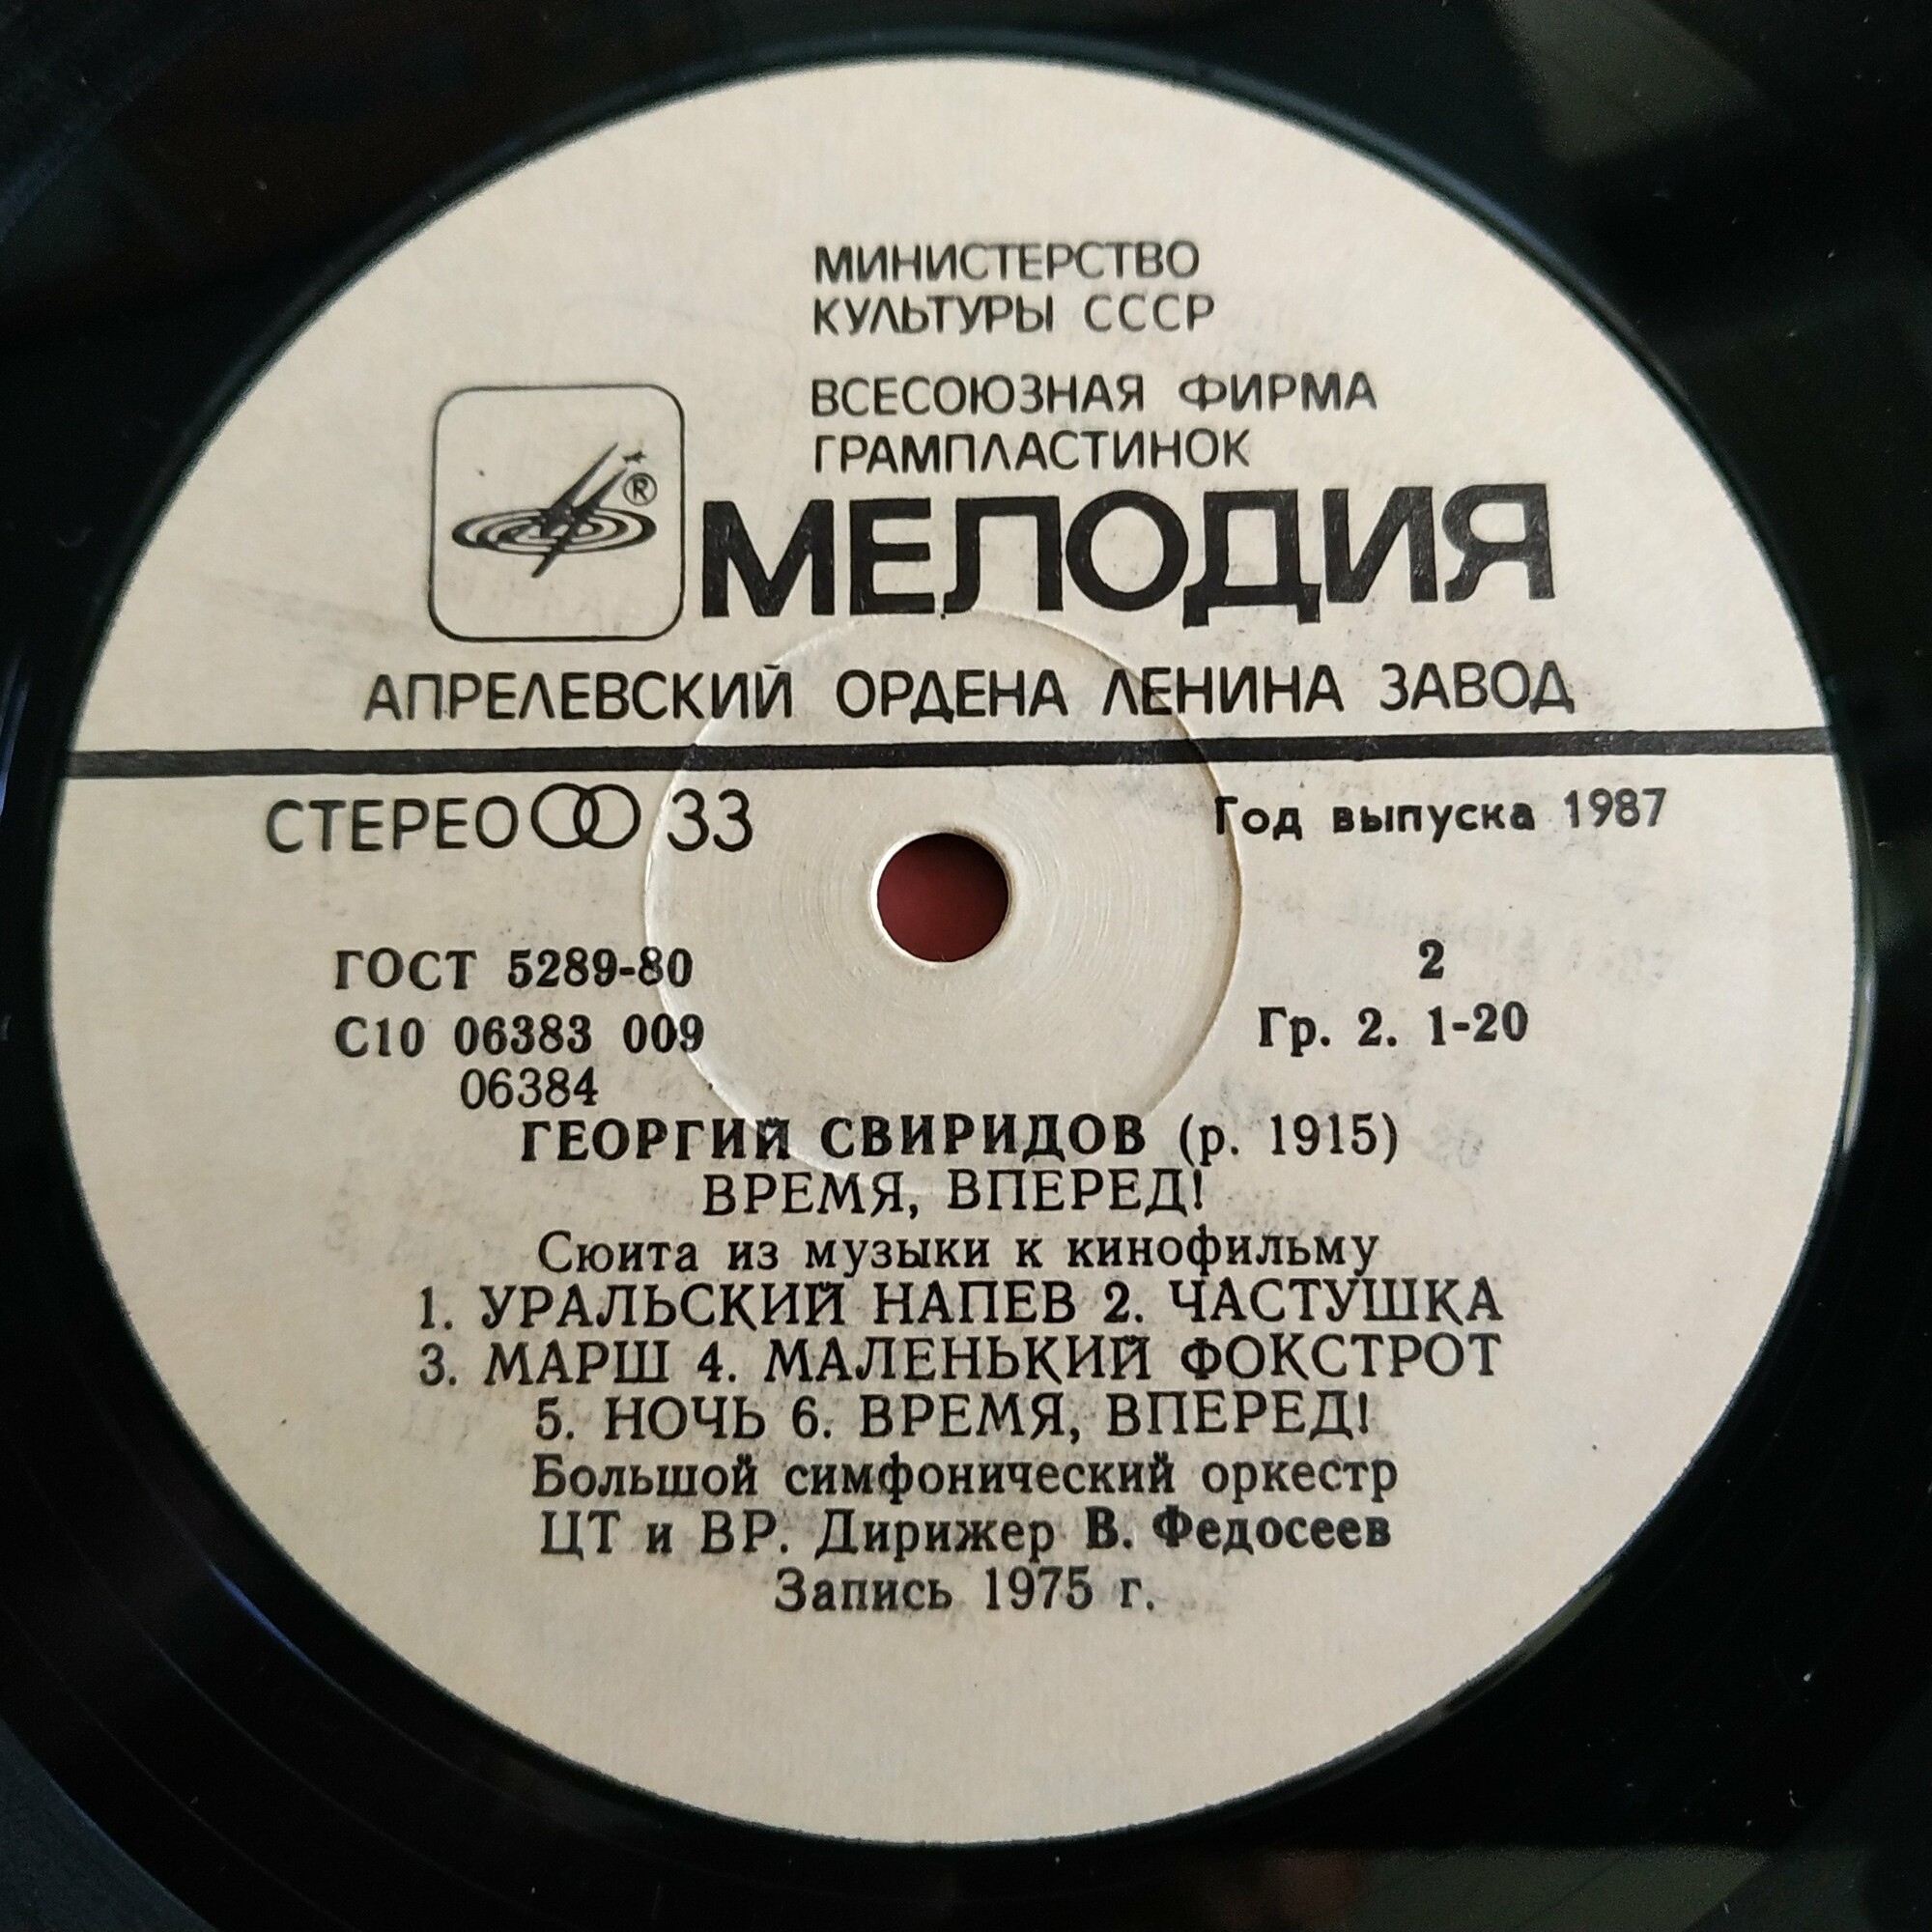 МИНИСТЕРСТВО
КУЛЬТУРЫ СССР
ВСЕСОЮЗНАЯ ФИРМА
ГРАМПЛАСТИНОК
®
МЕЛОДИЯ
АПРЕЛЕВСКИЙ ОРДЕНА ЛЕНИНА ЗАВОД
СТЕРЕО 33
Год выпуска 1987
ГОСТ 5289-80
2
С10 06383 009
Гр. 2. 1-20
06384
ГЕОРГИЙ СВИРИДОВ (р. 1915)
ВРЕМЯ, ВПЕРЕД!
Сюита из музыки к кинофильму
1. УРАЛЬСКИЙ НАПЕВ 2. ЧАСТУШКА
3. МАРШ 4. МАЛЕНЬКИЙ ФОКСТРОТ
5. НОЧЬ 6. ВРЕМЯ, ВПЕРЕД!
Большой симфонический оркестр
ЦТ и ВР. Дирижер В. Федосеев
Запись 1975 г.